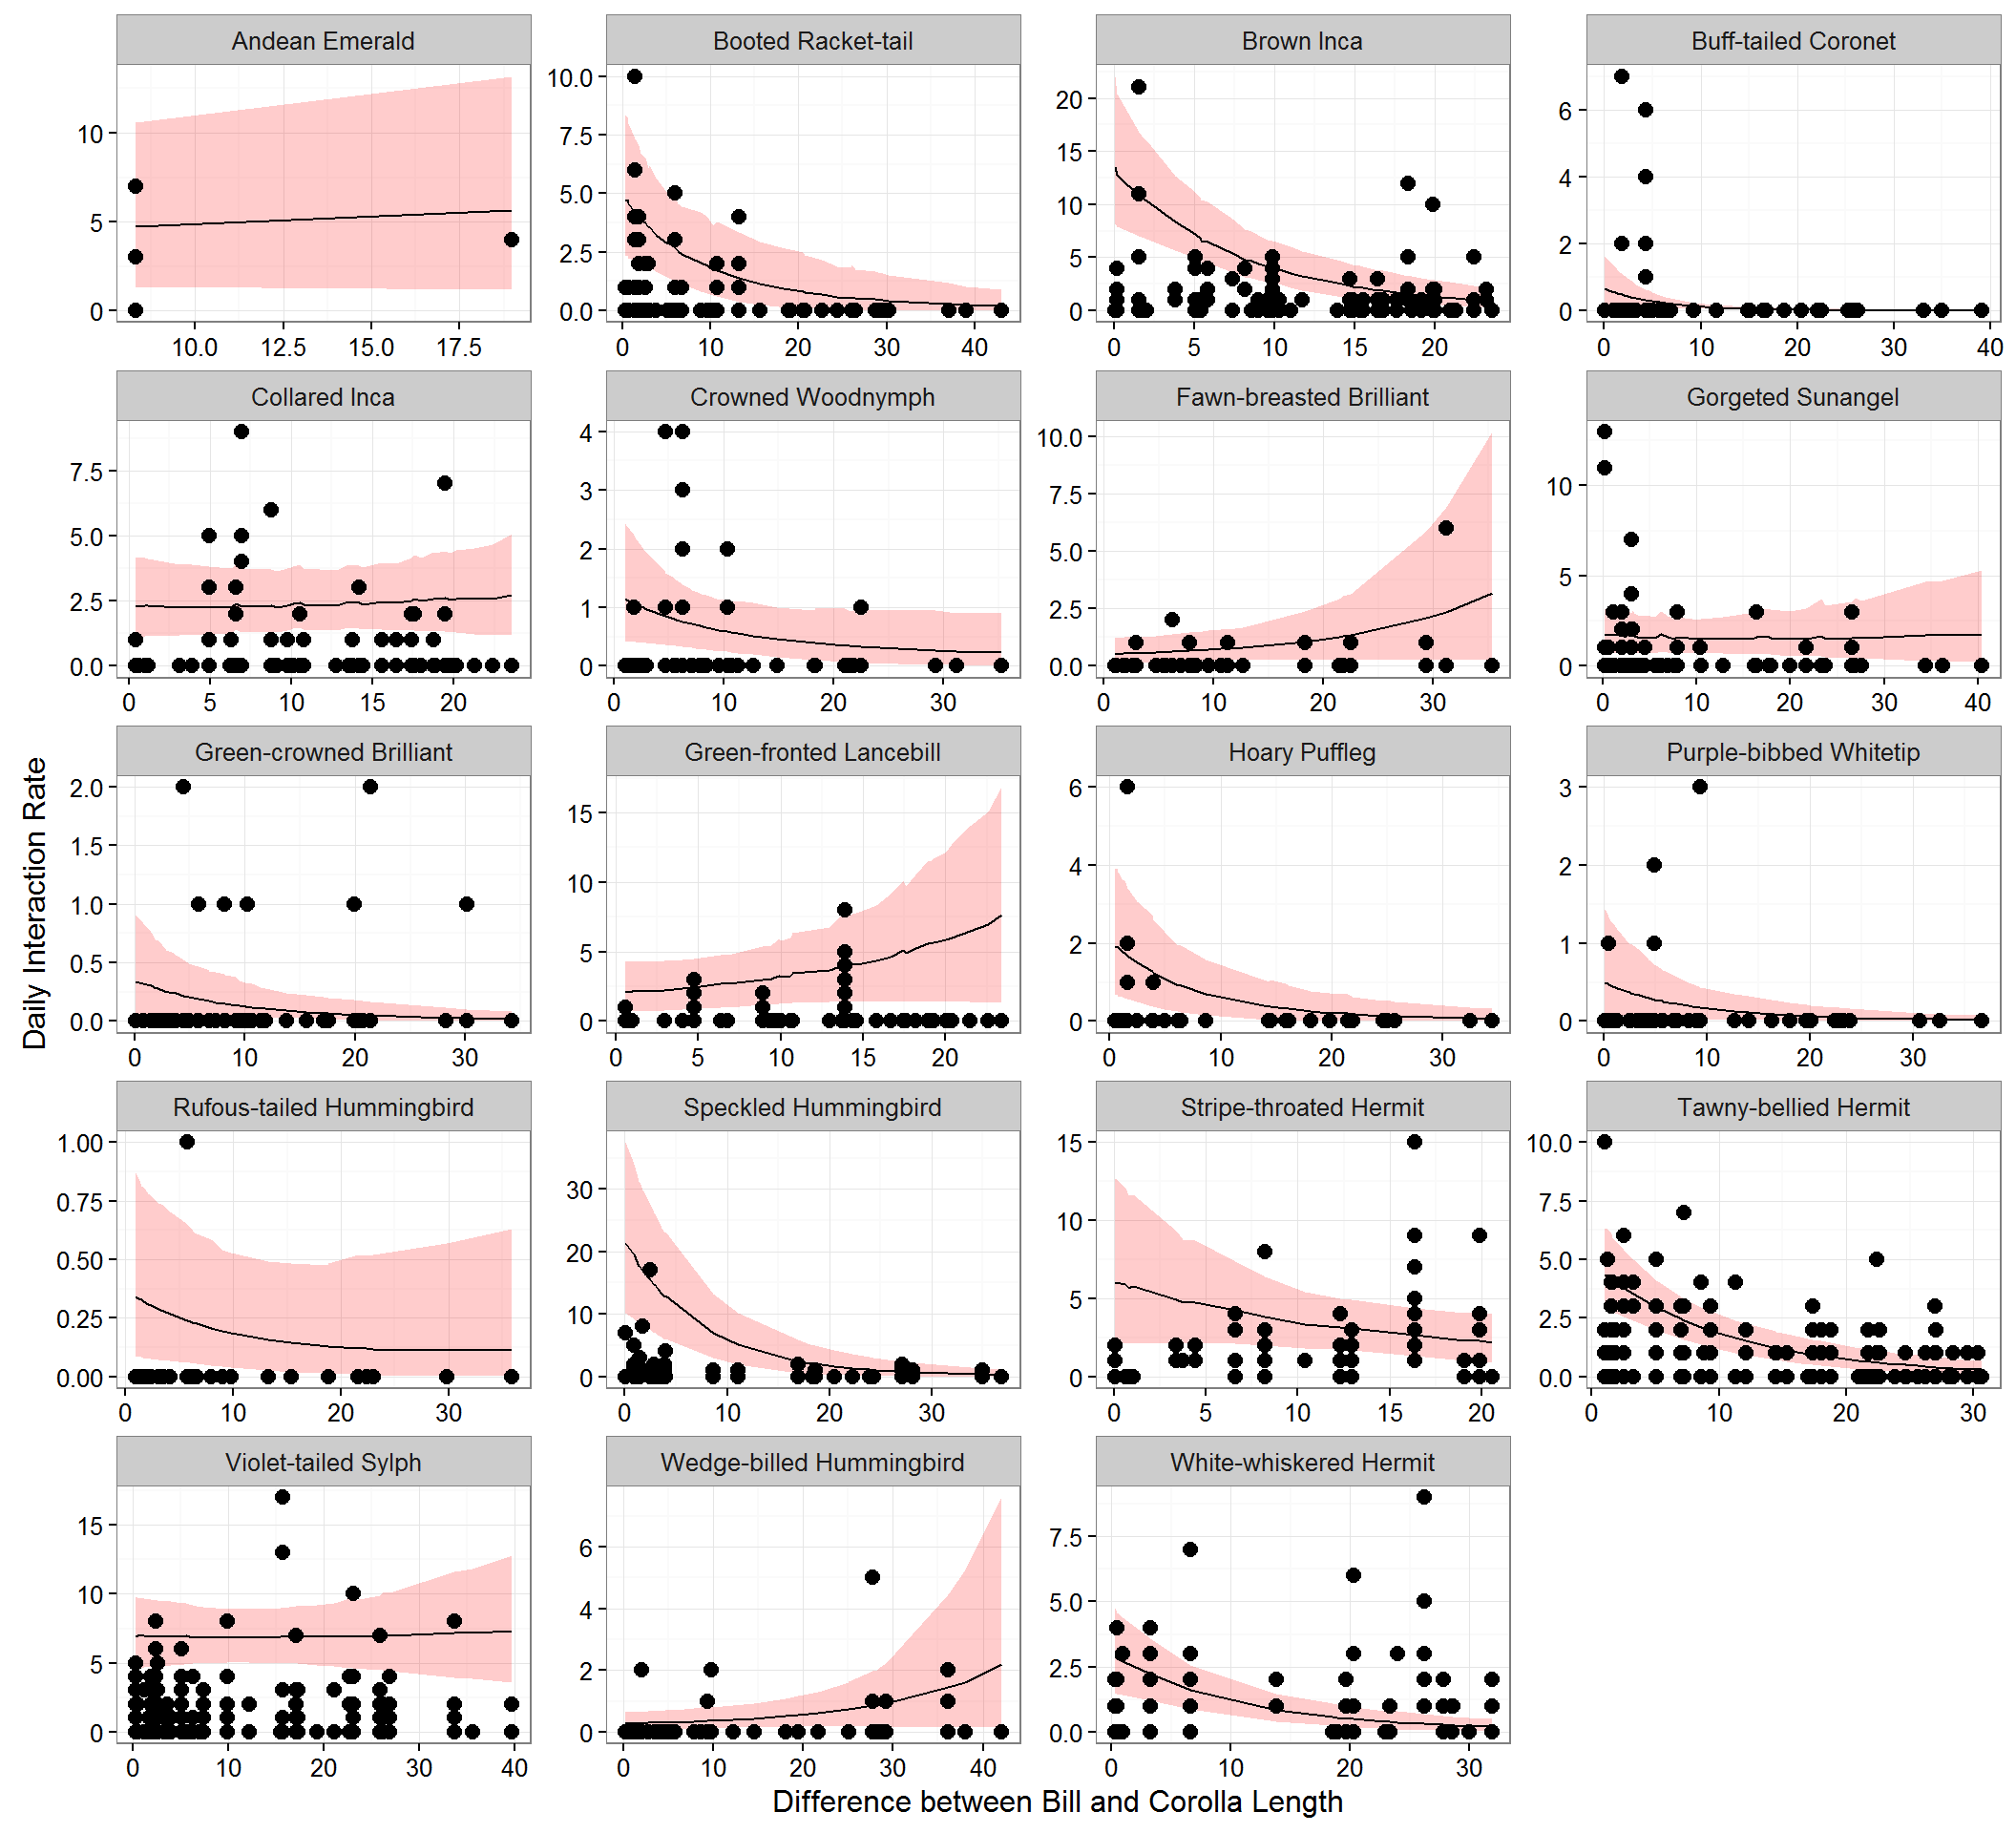 Andean Emerald
Booted Racket-tail
Brown Inca
Buff-tailed Coronet
10
5
0
10.0 12.5 15.0 17.5
10.0
7.5
5.0
2.5
0.0
0 10 20 30 40
20
15
10
5
0
0 5 10 15 20
6
4
2
0
0 10 20 30 40
Collared Inca
Crowned Woodnymph
Fawn-breasted Brilliant
Gorgeted Sunangel
7.5
5.0
2.5
0.0
0 5 10 15 20
4
3
2
1
0
0 10 20 30
10.0
7.5
5.0
2.5
0.0
0 10 20 30
10
5
0
0 10 20 30 40
Daily Interaction Rate
Green-crowned Brilliant
Green-fronted Lancebill
Hoary Puffleg
Purple-bibbed Whitetip
2.0
1.5
1.0
0.5
0.0
0 10 20 30
15
10
5
0
0 5 10 15 20
6
4
2
0
0 10 20 30
3
2
1
0
0 10 20 30
Rufous-tailed Hummingbird
Speckled Hummingbird
Stripe-throated Hermit
Tawny-bellied Hermit
1.00
0.75
0.50
0.25
0.00
0 10 20 30
30
20
10
0
0 10 20 30
15
10
5
0
0 5 10 15 20
10.0
7.5
5.0
2.5
0.0
0 10 20 30
Violet-tailed Sylph
Wedge-billed Hummingbird
White-whiskered Hermit
15
10
5
0
0 10 20 30 40
6
4
2
0
0 10 20 30 40
7.5
5.0
2.5
0.0
0 10 20 30
Difference between Bill and Corolla Length